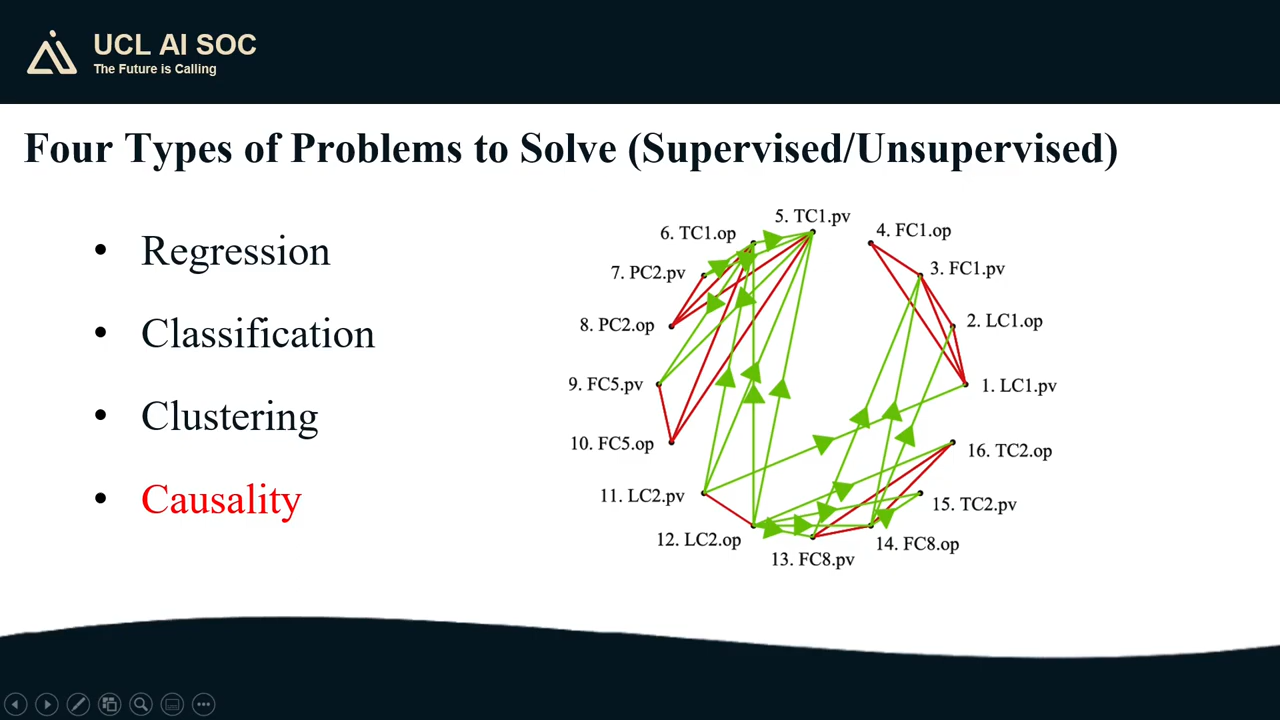 UCL AI SOC
The Future is Calling
Four Types of Problems to Solve (Supervised/Unsupervised)
• Regression
• Classification
• Clustering
• Causality
5. TC1.pv
6. TC1.op
4. FC1.op
7. PC2.pv
3. FC1.pv
8. PC2.op
2. LC1.op
9. FC5.pv
1. LC1.pv
10. FC5.op
16. TC2.op
11. LC2.pv
15. TC2.pv
12. LC2.op
14. FC8.op
13. FC8.pv